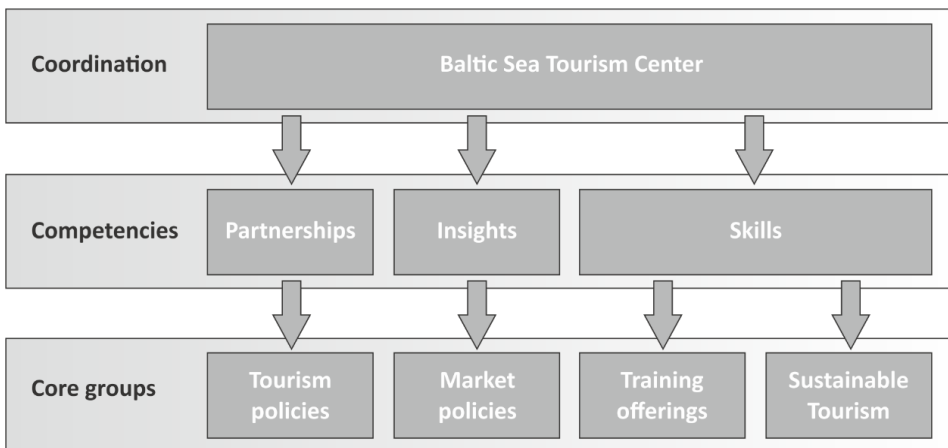 Coordination
Baltic Sea Tourism Center
Competencies
Partnerships
Insights
Skills
Core groups
Tourism
policies
Market
policies
Training
offerings
Sustainable
Tourism